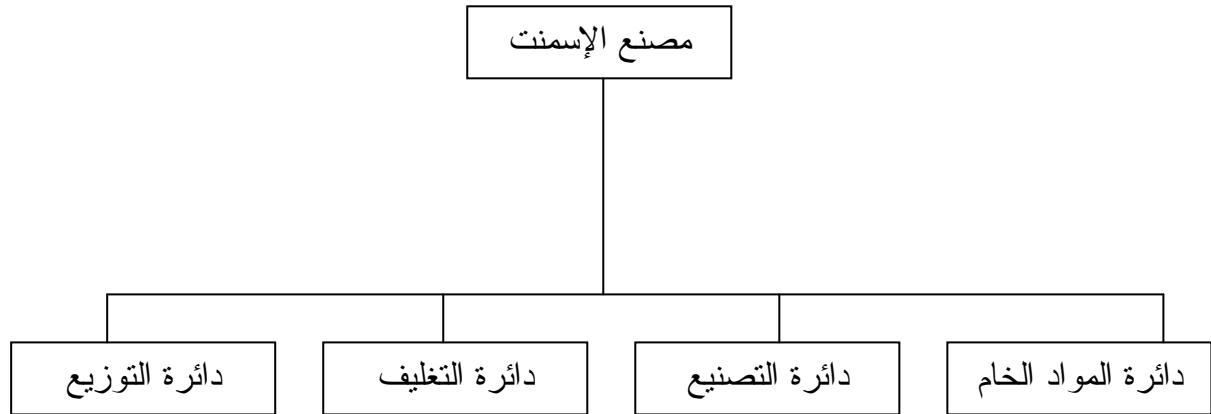 مصنع الإسمنت
دائرة المواد الخام
دائرة التصنيع
دائرة التغليف
دائرة التوزيع